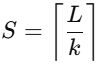 S = ⌈L/k⌉